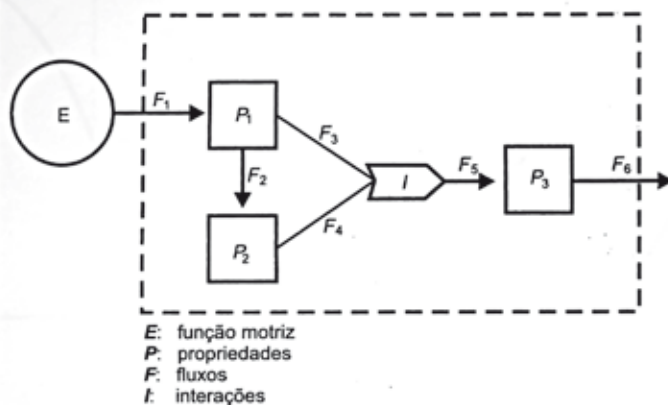 E
F₁
P₁
F₃
F₂
I
F₅
P₃
F₆
P₂
F₄
E: função motriz
P: propriedades
F: fluxos
I: interações